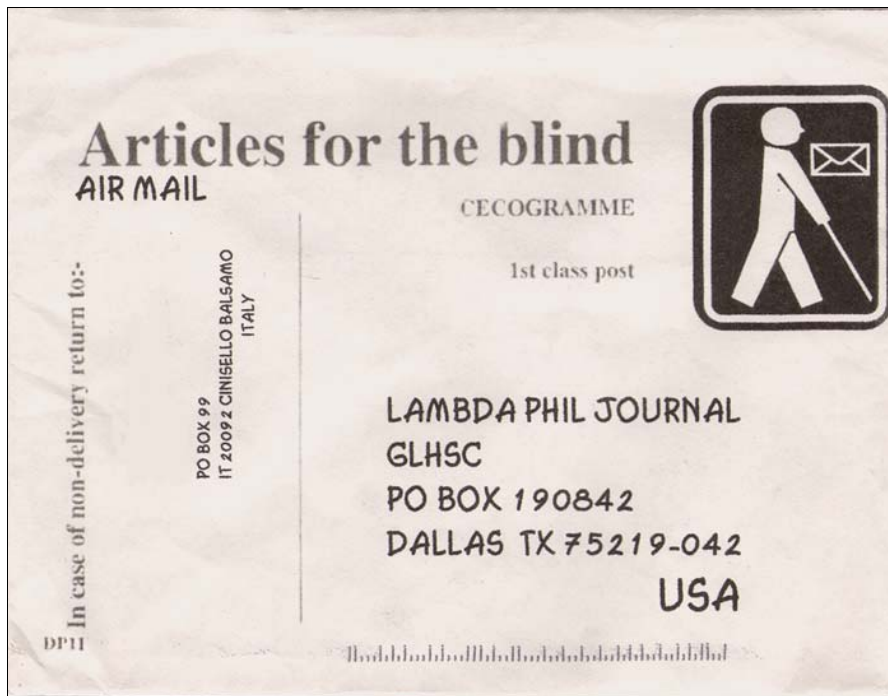 Articles for the blind
AIR MAIL
CECOGRAMME
1st class post
In case of non-delivery return to:-
PO BOX 99
IT 20092 CINISELLO BALSAMO
ITALY
LAMBDA PHIL JOURNAL
GLHSC
PO BOX 190842
DALLAS TX 75219-042
USA
DP11